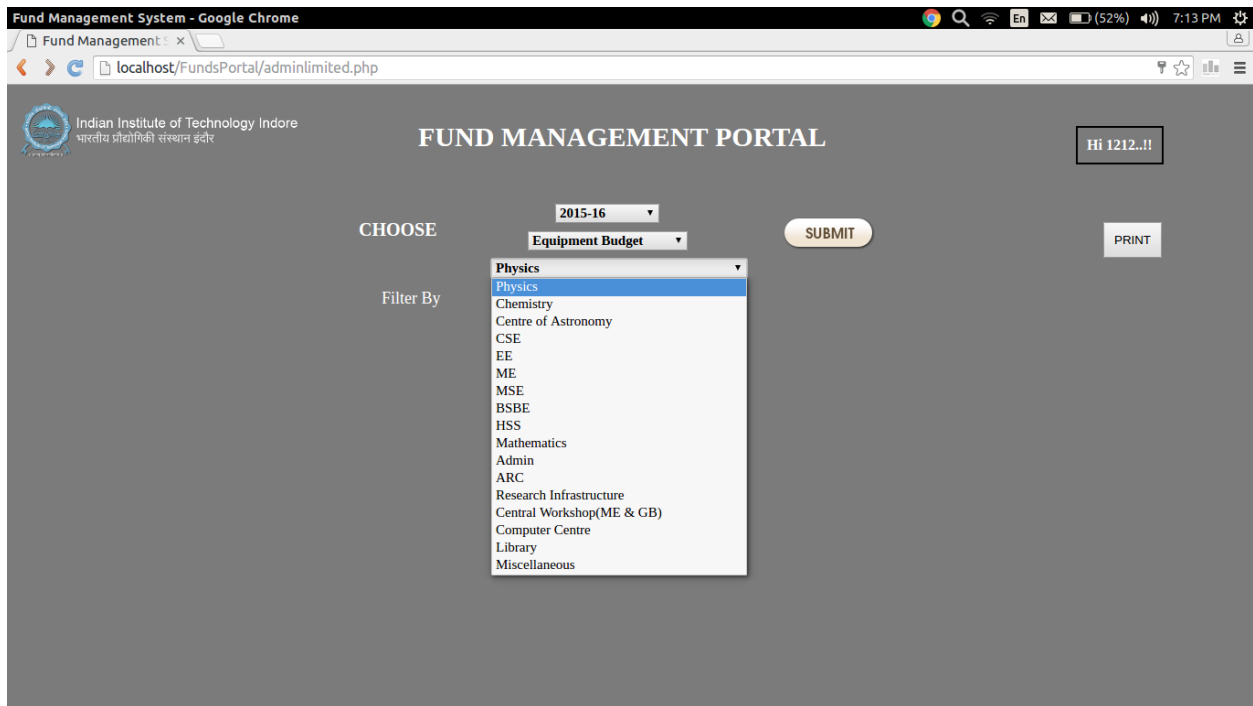 Fund Management System - Google Chrome
En (52%) 7:13 PM
Fund Management S ×
localhost/FundsPortal/adminlimited.php
Indian Institute of Technology Indore
भारतीय प्रौद्योगिकी संस्थान इंदौर
FUND MANAGEMENT PORTAL
Hi 1212..!!
CHOOSE
2015-16
Equipment Budget
SUBMIT
PRINT
Physics
Filter By
Physics
Chemistry
Centre of Astronomy
CSE
EE
ME
MSE
BSBE
HSS
Mathematics
Admin
ARC
Research Infrastructure
Central Workshop(ME & GB)
Computer Centre
Library
Miscellaneous